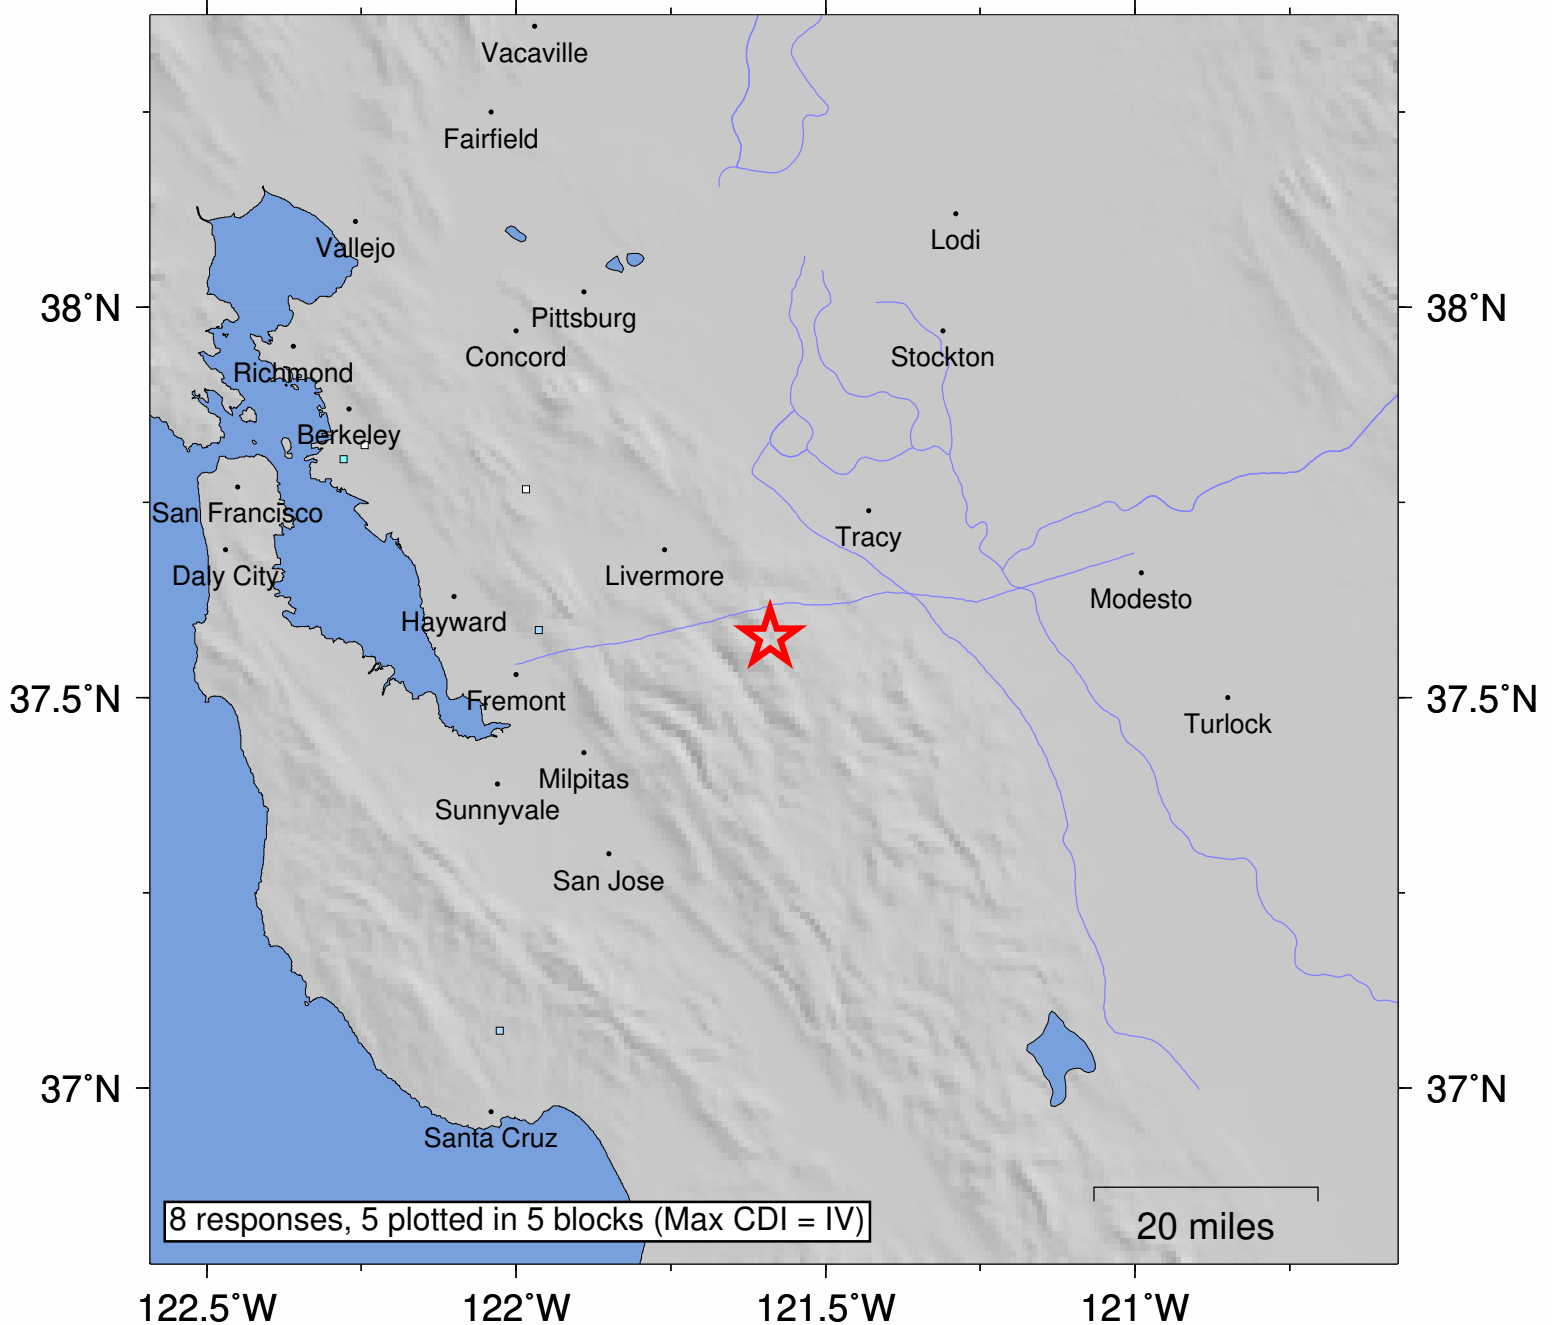 Vacaville
Fairfield
Vallejo
Lodi
38˚N
38˚N
Pittsburg
Concord
Stockton
Richmond
Berkeley
San Francisco
Tracy
Daly City
Livermore
Modesto
Hayward
37.5˚N
Fremont
37.5˚N
Turlock
Milpitas
Sunnyvale
San Jose
37˚N
37˚N
Santa Cruz
8 responses, 5 plotted in 5 blocks (Max CDI = IV)
20 miles
122.5˚W
122˚W
121.5˚W
121˚W